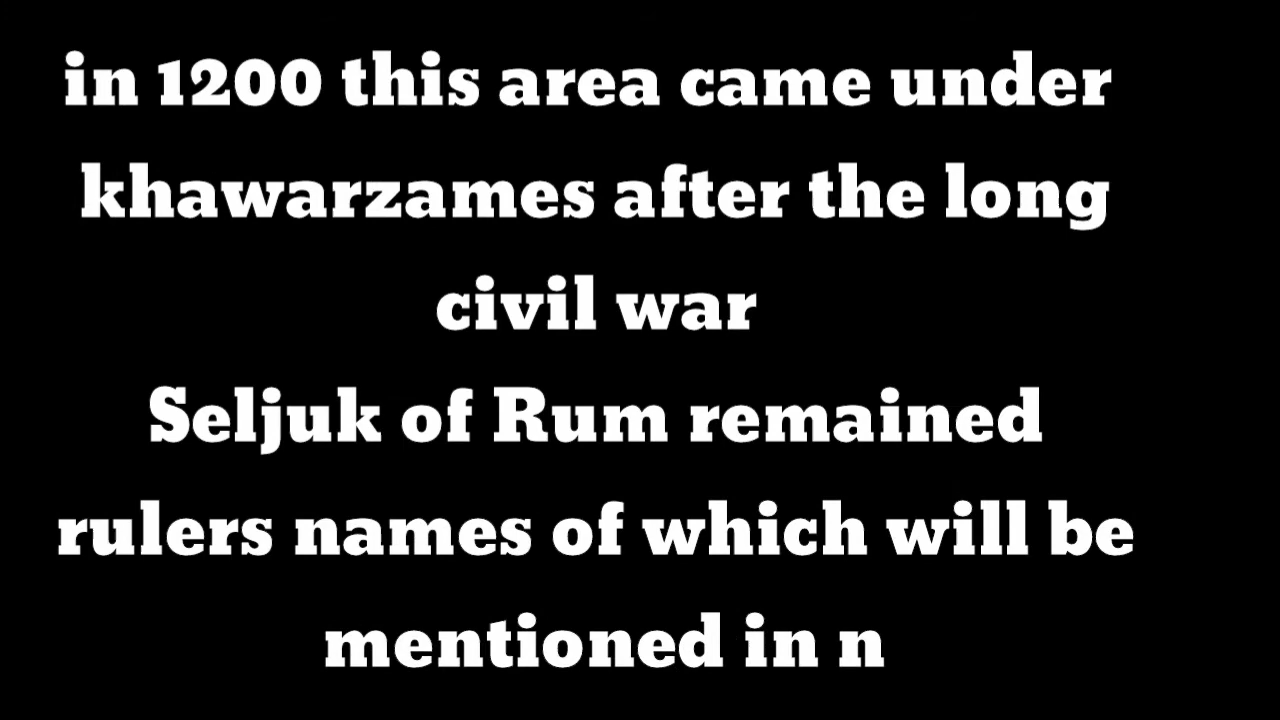 in 1200 this area came under
khawarzames after the long
civil war
Seljuk of Rum remained
rulers names of which will be
mentioned in n